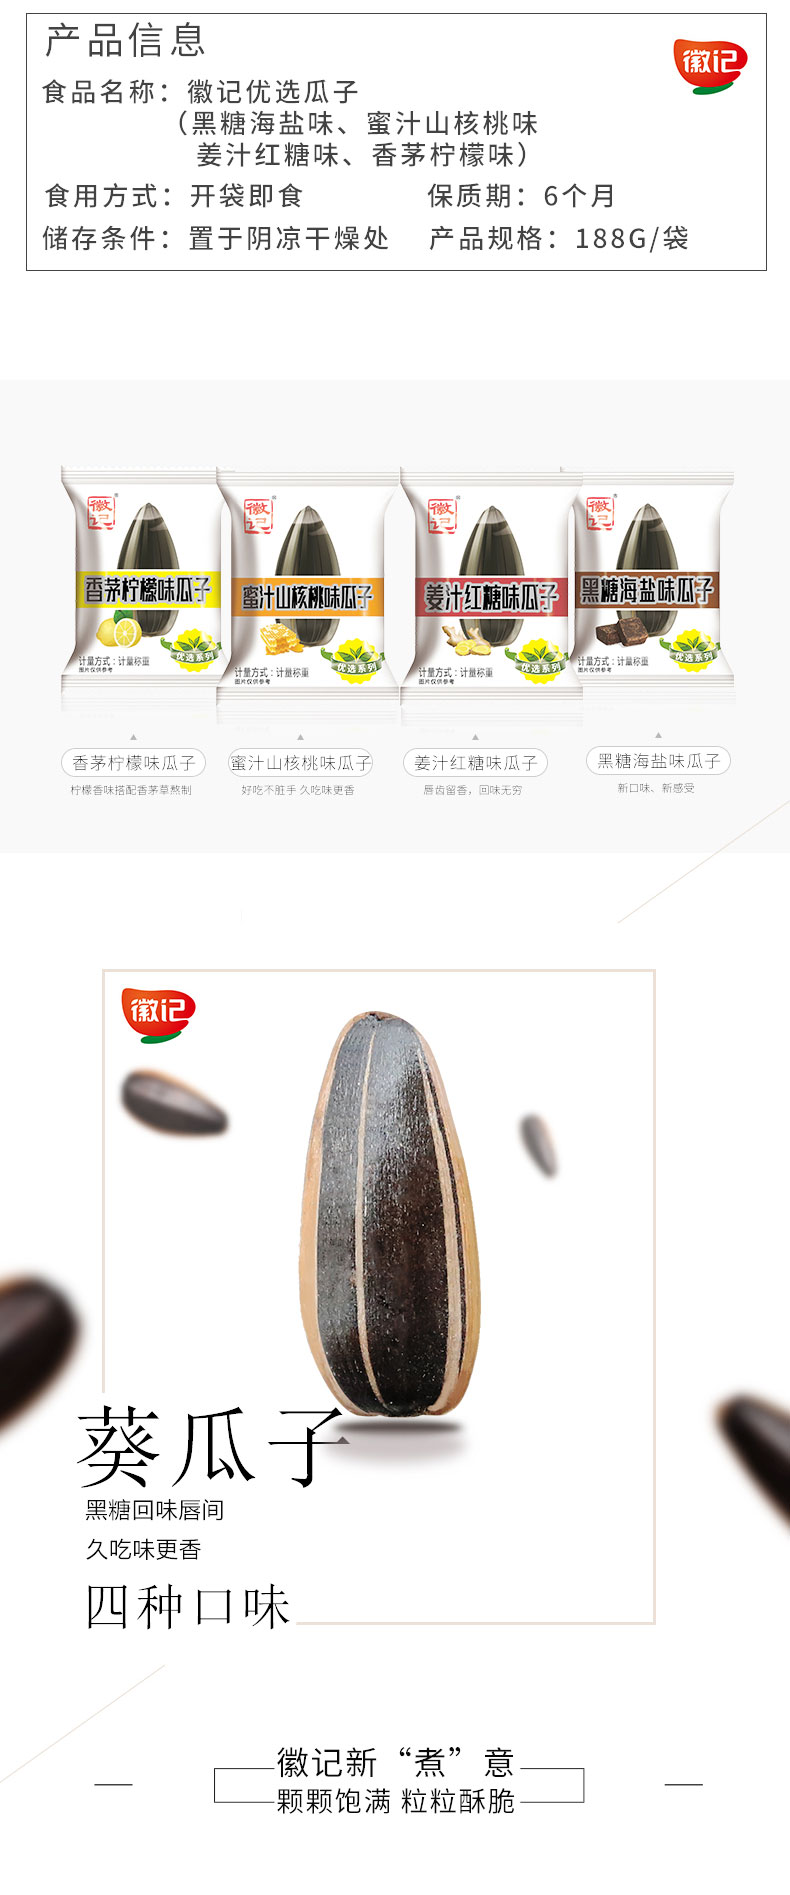 产品信息
徽记
食品名称：徽记优选瓜子
（黑糖海盐味、蜜汁山核桃味
姜汁红糖味、香茅柠檬味）
食用方式：开袋即食
保质期：6个月
储存条件：置于阴凉干燥处
产品规格：188G/袋
徽记
香茅柠檬味瓜子
优选系列
计量方式：计量称重
图片仅供参考
徽记
蜜汁山核桃味瓜子
优选系列
计量方式：计量称重
图片仅供参考
徽记
姜汁红糖味瓜子
优选系列
计量方式：计量称重
图片仅供参考
徽记
黑糖海盐味瓜子
优选系列
计量方式：计量称重
图片仅供参考
香茅柠檬味瓜子
柠檬香味搭配香茅草熬制
蜜汁山核桃味瓜子
好吃不脏手 久吃味更香
姜汁红糖味瓜子
唇齿留香，回味无穷
黑糖海盐味瓜子
新口味、新感受
徽记
葵瓜子
黑糖回味唇间
久吃味更香
四种口味
徽记新“煮”意
颗颗饱满 粒粒酥脆